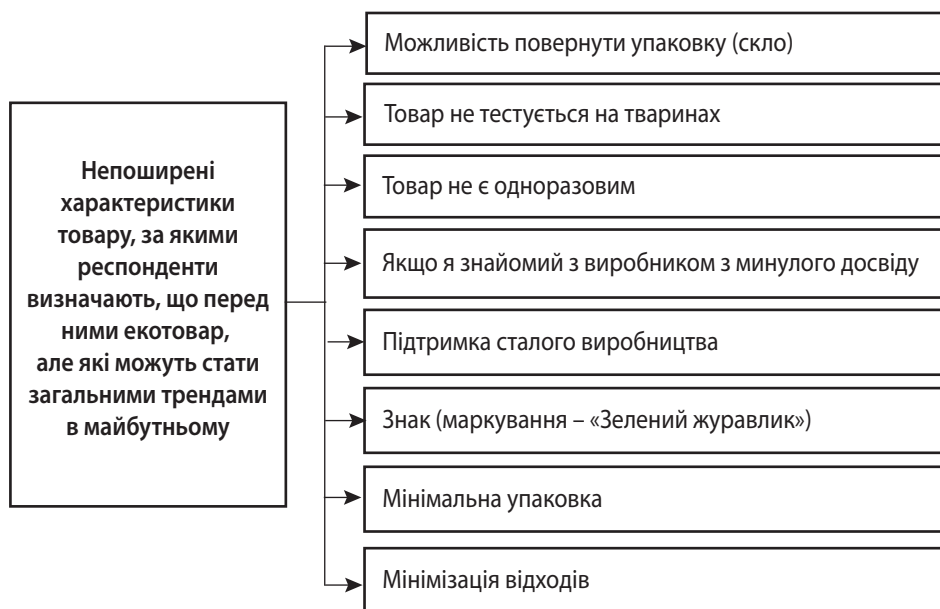 Непоширені
характеристики
товару, за якими
респонденти
визначають, що перед
ними екотовар,
але які можуть стати
загальними трендами
в майбутньому
Можливість повернути упаковку (скло)
Товар не тестується на тваринах
Товар не є одноразовим
Якщо я знайомий з виробником з минулого досвіду
Підтримка сталого виробництва
Знак (маркування – «Зелений журавлик»)
Мінімальна упаковка
Мінімізація відходів